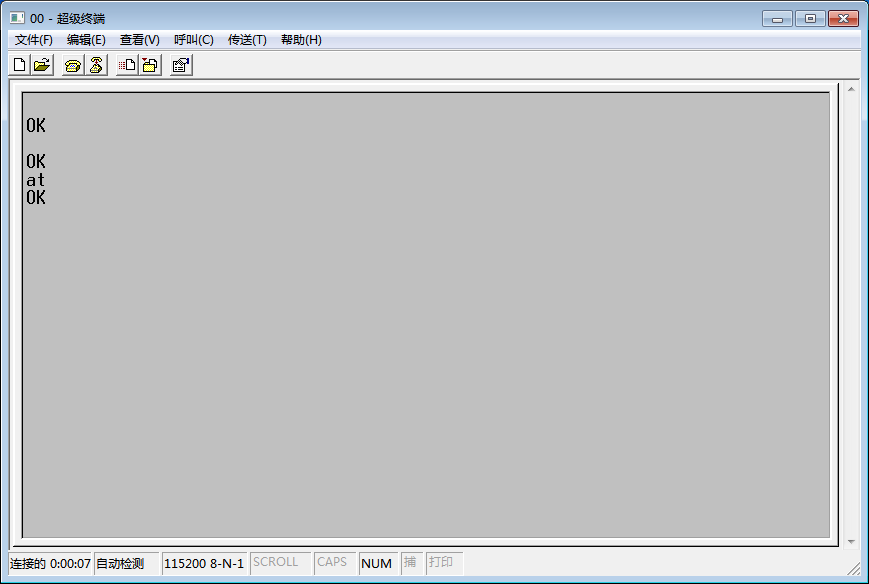 00 - 超级终端
文件(F) 编辑(E) 查看(V) 呼叫(C) 传送(T) 帮助(H)
OK
OK
at
OK
连接的 0:00:07 自动检测 115200 8-N-1 SCROLL CAPS NUM 捕 打印